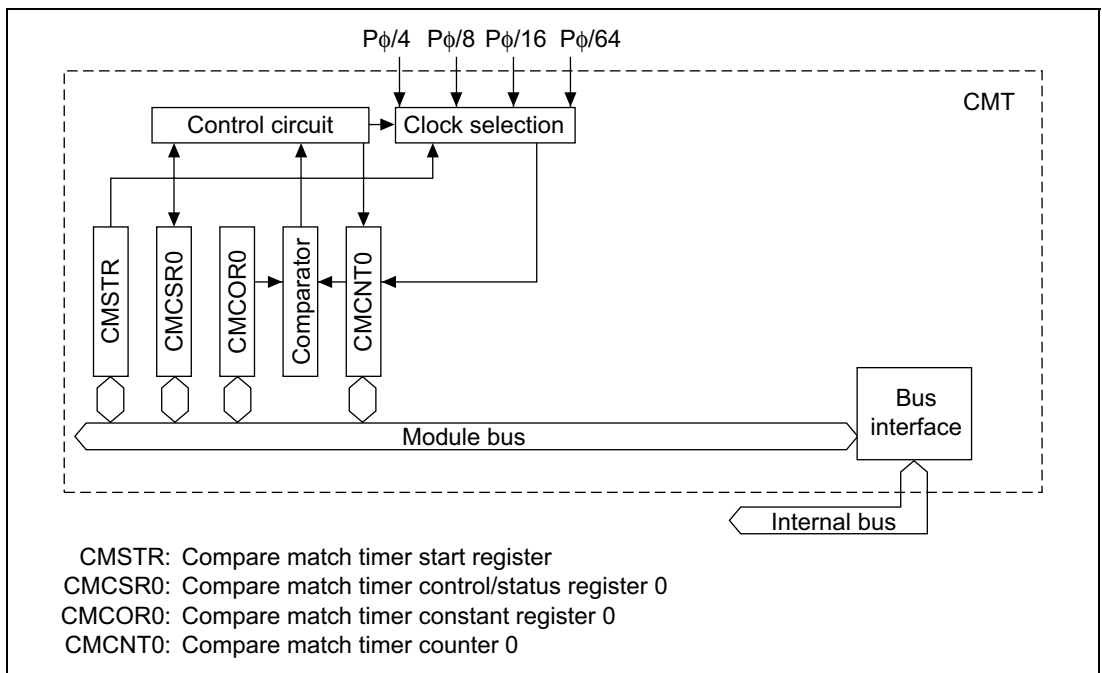 Pϕ/4 Pϕ/8 Pϕ/16 Pϕ/64
CMT
Control circuit
Clock selection
CMSTR
CMCSR0
CMCOR0
Comparator
CMCNT0
Bus
interface
Module bus
Internal bus
CMSTR: Compare match timer start register
CMCSR0: Compare match timer control/status register 0
CMCOR0: Compare match timer constant register 0
CMCNT0: Compare match timer counter 0